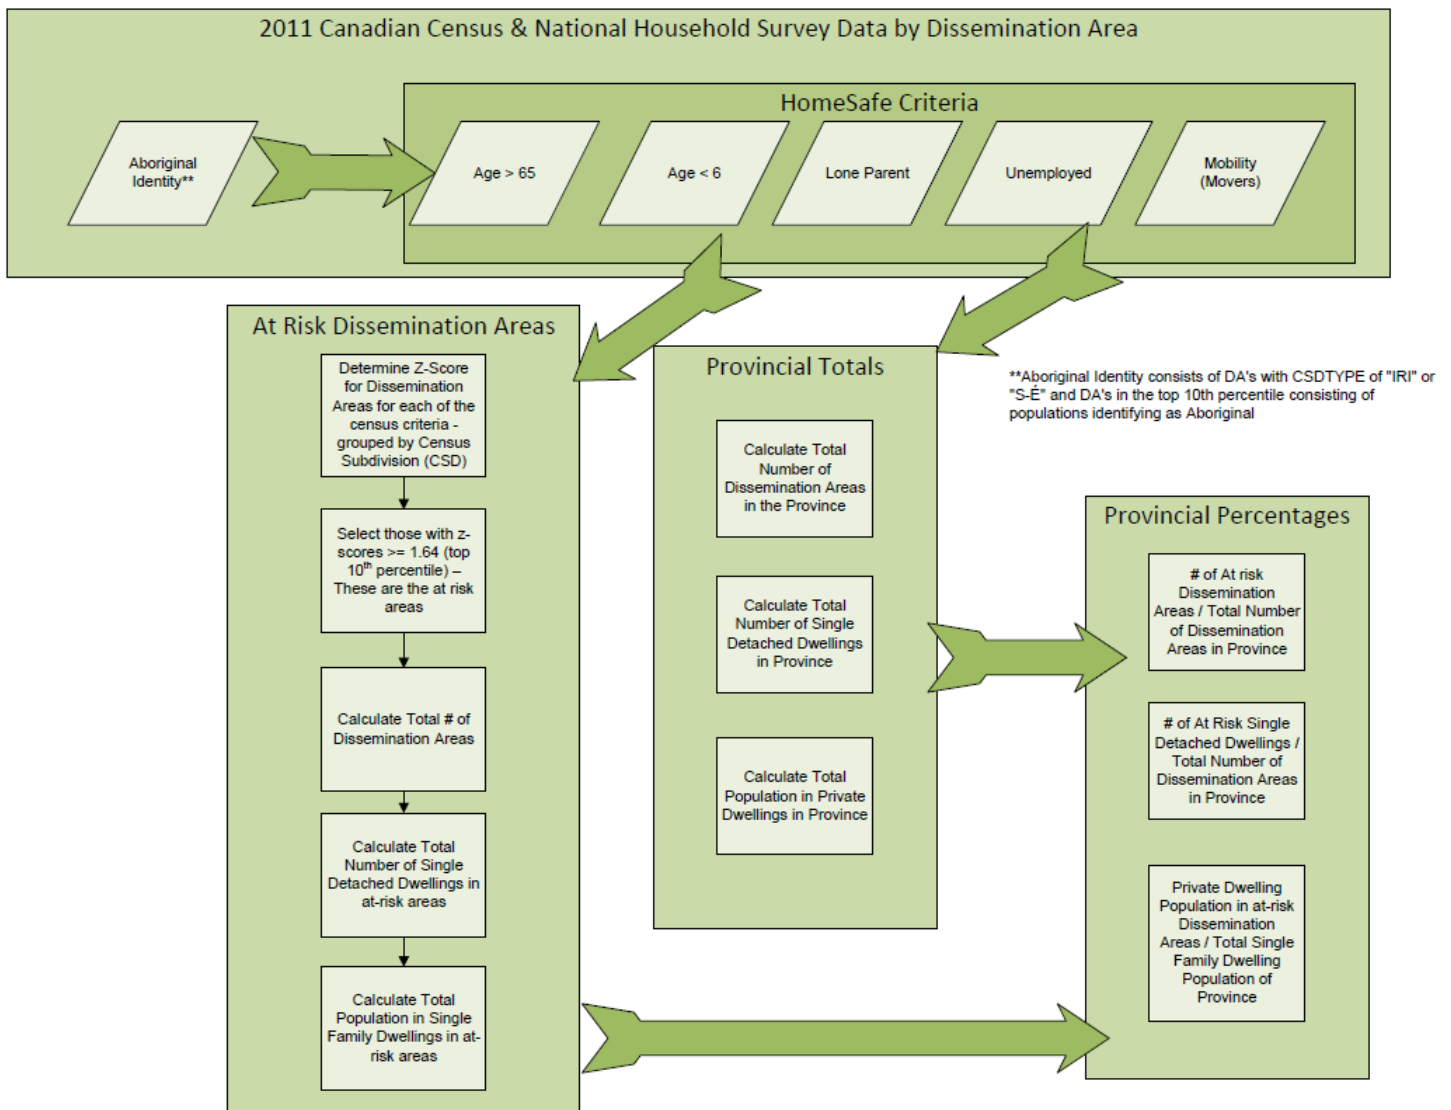 2011 Canadian Census & National Household Survey Data by Dissemination Area
HomeSafe Criteria
Aboriginal
Identity**
Age > 65
Age < 6
Lone Parent
Unemployed
Mobility
(Movers)
At Risk Dissemination Areas
Determine Z-Score
for Dissemination
Areas for each of the
census criteria -
grouped by Census
Subdivision (CSD)
Select those with z-
scores >= 1.64 (top
10th percentile) –
These are the at risk
areas
Calculate Total # of
Dissemination Areas
Calculate Total
Number of Single
Detached Dwellings in
at-risk areas
Calculate Total
Population in Single
Family Dwellings in at-
risk areas
Provincial Totals
Calculate Total
Number of
Dissemination Areas
in the Province
Calculate Total
Number of Single
Detached Dwellings
in Province
Calculate Total
Population in Private
Dwellings in Province
**Aboriginal Identity consists of DA's with CSDTYPE of "IRI" or
"S-É" and DA's in the top 10th percentile consisting of
populations identifying as Aboriginal
Provincial Percentages
# of At risk
Dissemination
Areas / Total Number
of Dissemination
Areas in Province
# of At Risk Single
Detached Dwellings /
Total Number of
Dissemination Areas
in Province
Private Dwelling
Population in at-risk
Dissemination
Areas / Total Single
Family Dwelling
Population of
Province